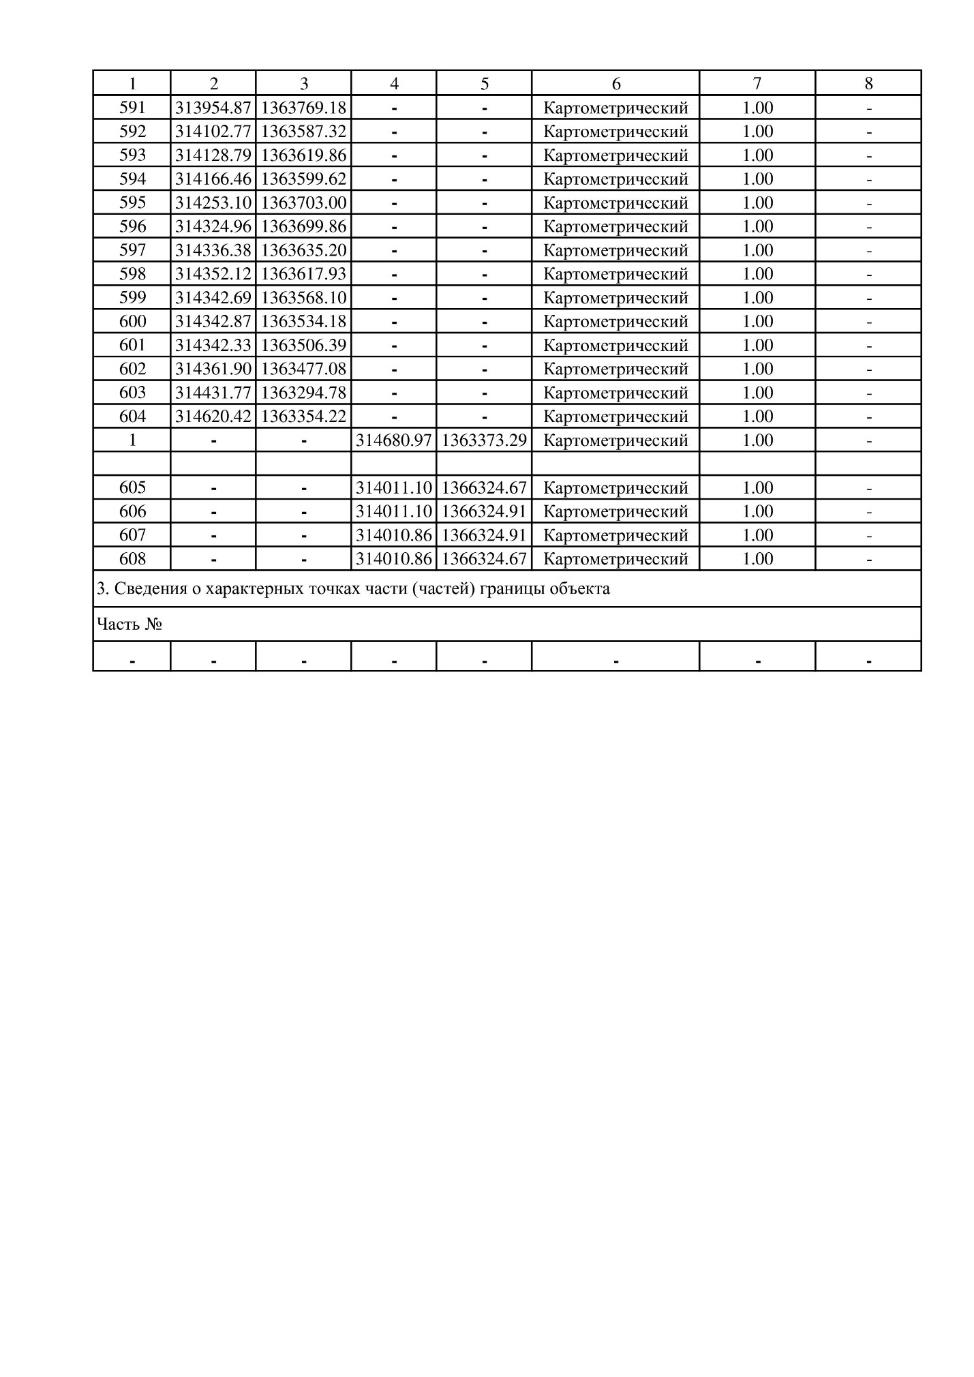 1 2 3 4 5 6 7 8
591 313954.87 1363769.18 - - Картометрический 1.00 -
592 314102.77 1363587.32 - - Картометрический 1.00 -
593 314128.79 1363619.86 - - Картометрический 1.00 -
594 314166.46 1363599.62 - - Картометрический 1.00 -
595 314253.10 1363703.00 - - Картометрический 1.00 -
596 314324.96 1363699.86 - - Картометрический 1.00 -
597 314336.38 1363635.20 - - Картометрический 1.00 -
598 314352.12 1363617.93 - - Картометрический 1.00 -
599 314342.69 1363568.10 - - Картометрический 1.00 -
600 314342.87 1363534.18 - - Картометрический 1.00 -
601 314342.33 1363506.39 - - Картометрический 1.00 -
602 314361.90 1363477.08 - - Картометрический 1.00 -
603 314431.77 1363294.78 - - Картометрический 1.00 -
604 314620.42 1363354.22 - - Картометрический 1.00 -
1 - - 314680.97 1363373.29 Картометрический 1.00 -
605 - - 314011.10 1366324.67 Картометрический 1.00 -
606 - - 314011.10 1366324.91 Картометрический 1.00 -
607 - - 314010.86 1366324.91 Картометрический 1.00 -
608 - - 314010.86 1366324.67 Картометрический 1.00 -
3. Сведения о характерных точках части (частей) границы объекта
Часть №
- - - - - - - -